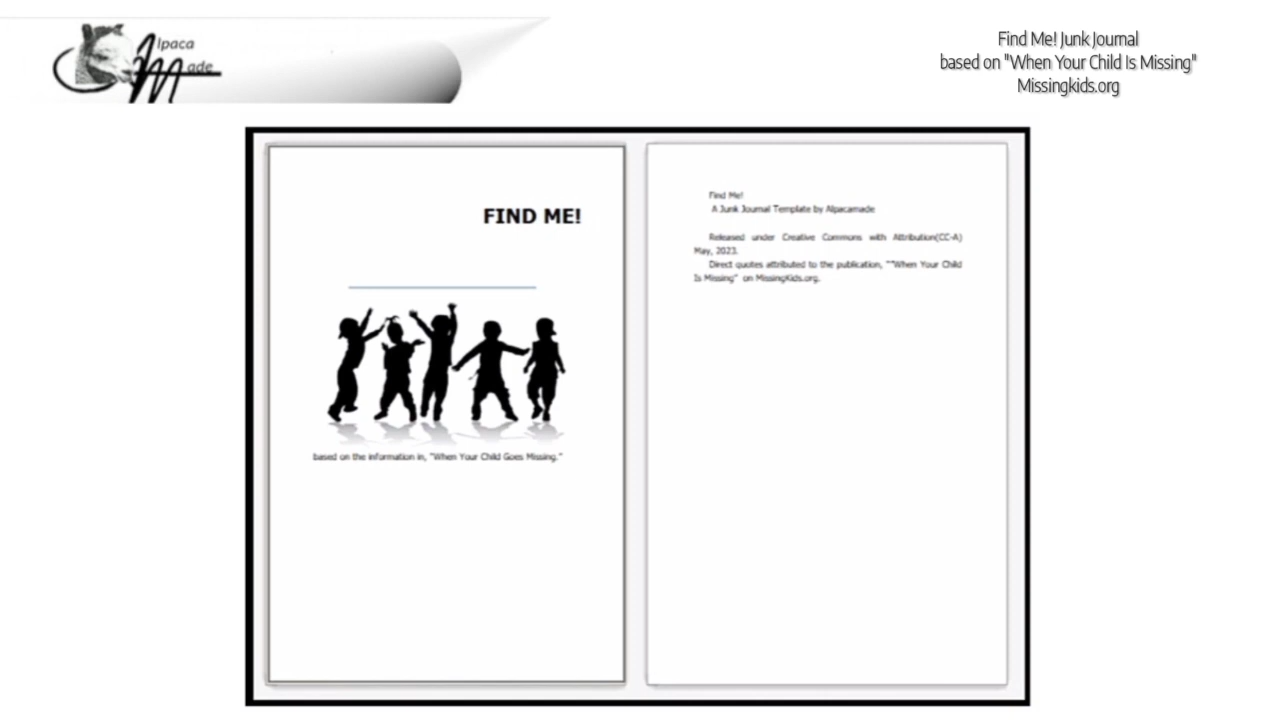 Alpaca
Made
Find Me! Junk Journal
based on "When Your Child Is Missing"
Missingkids.org
FIND ME!
based on the information in, "When Your Child Goes Missing."
Find Me!
A Junk Journal Template by Alpacamade
Released under Creative Commons with Attribution(CC-A)
May, 2023.
Direct quotes attributed to the publication, ""When Your Child
Is Missing" on MissingKids.org.